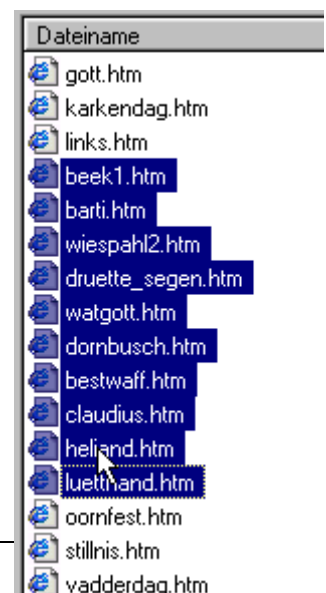 Dateiname
gott.htm
karkendag.htm
links.htm
beek1.htm
barti.htm
wiespahl2.htm
druette_segen.htm
watgott.htm
dornbusch.htm
bestwaff.htm
claudius.htm
heliand.htm
luetthand.htm
oornfest.htm
stillnis.htm
vadderdag.htm